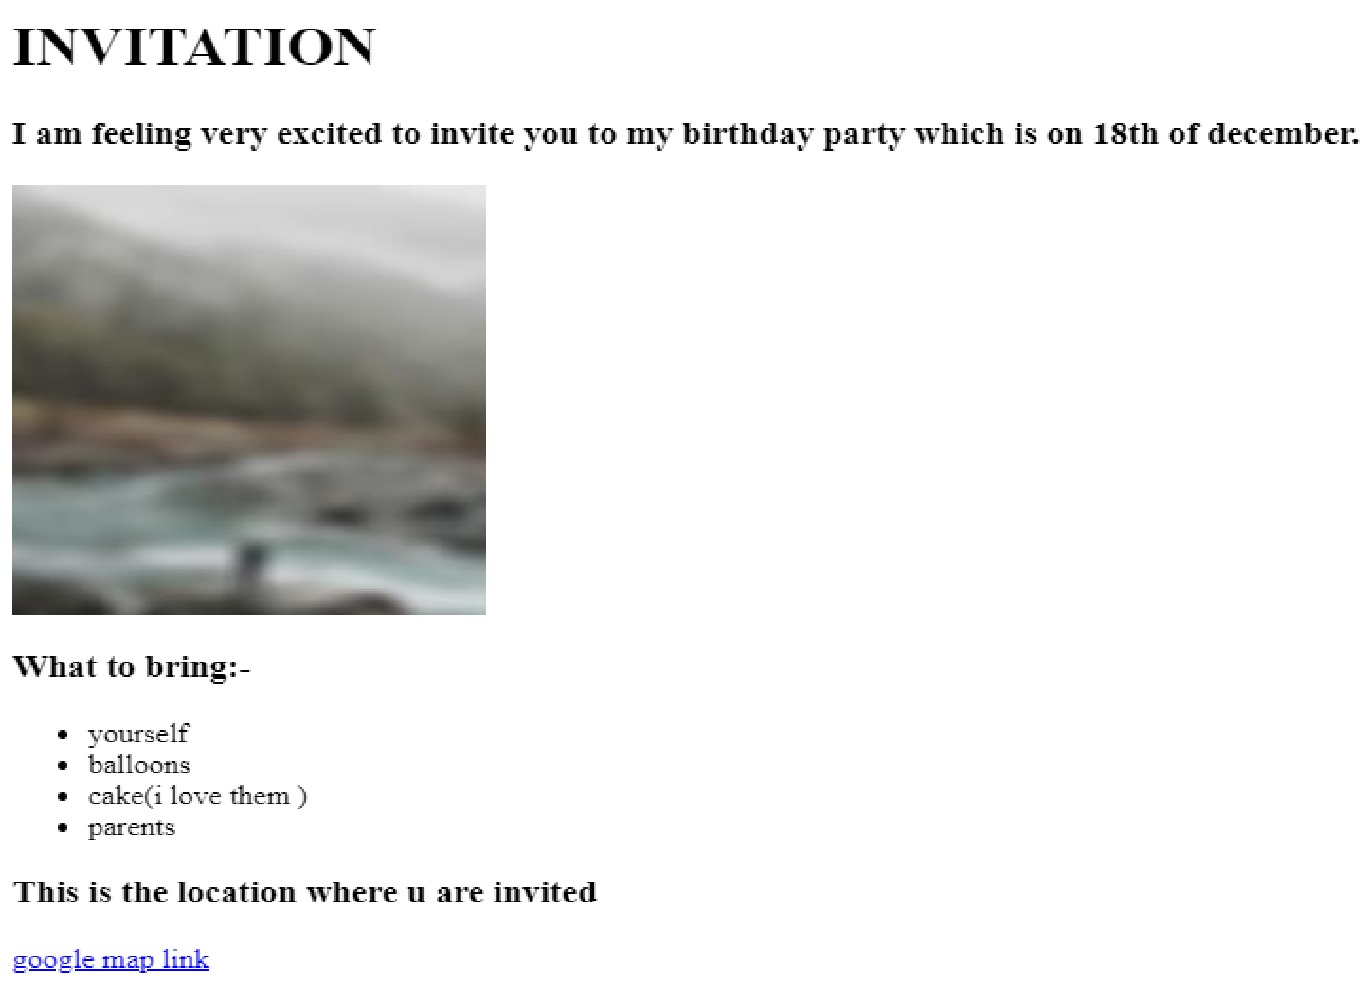 INVITATION
I am feeling very excited to invite you to my birthday party which is on 18th of december.
What to bring:-
yourself
balloons
cake(i love them )
parents
This is the location where u are invited
google map link